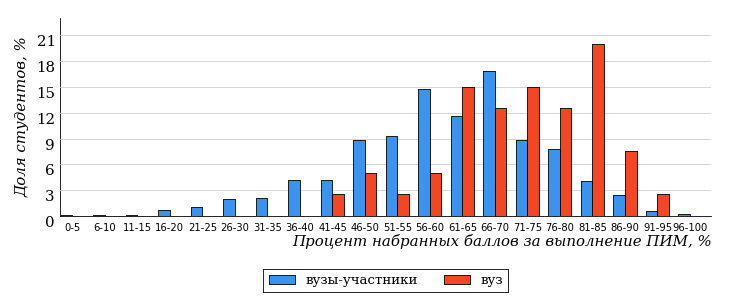 Доля студентов, %
21
18
15
12
9
6
3
0
0-5 6-10 11-15 16-20 21-25 26-30 31-35 36-40 41-45 46-50 51-55 56-60 61-65 66-70 71-75 76-80 81-85 86-90 91-95 96-100
Процент набранных баллов за выполнение ПИМ, %
вузы-участники вуз